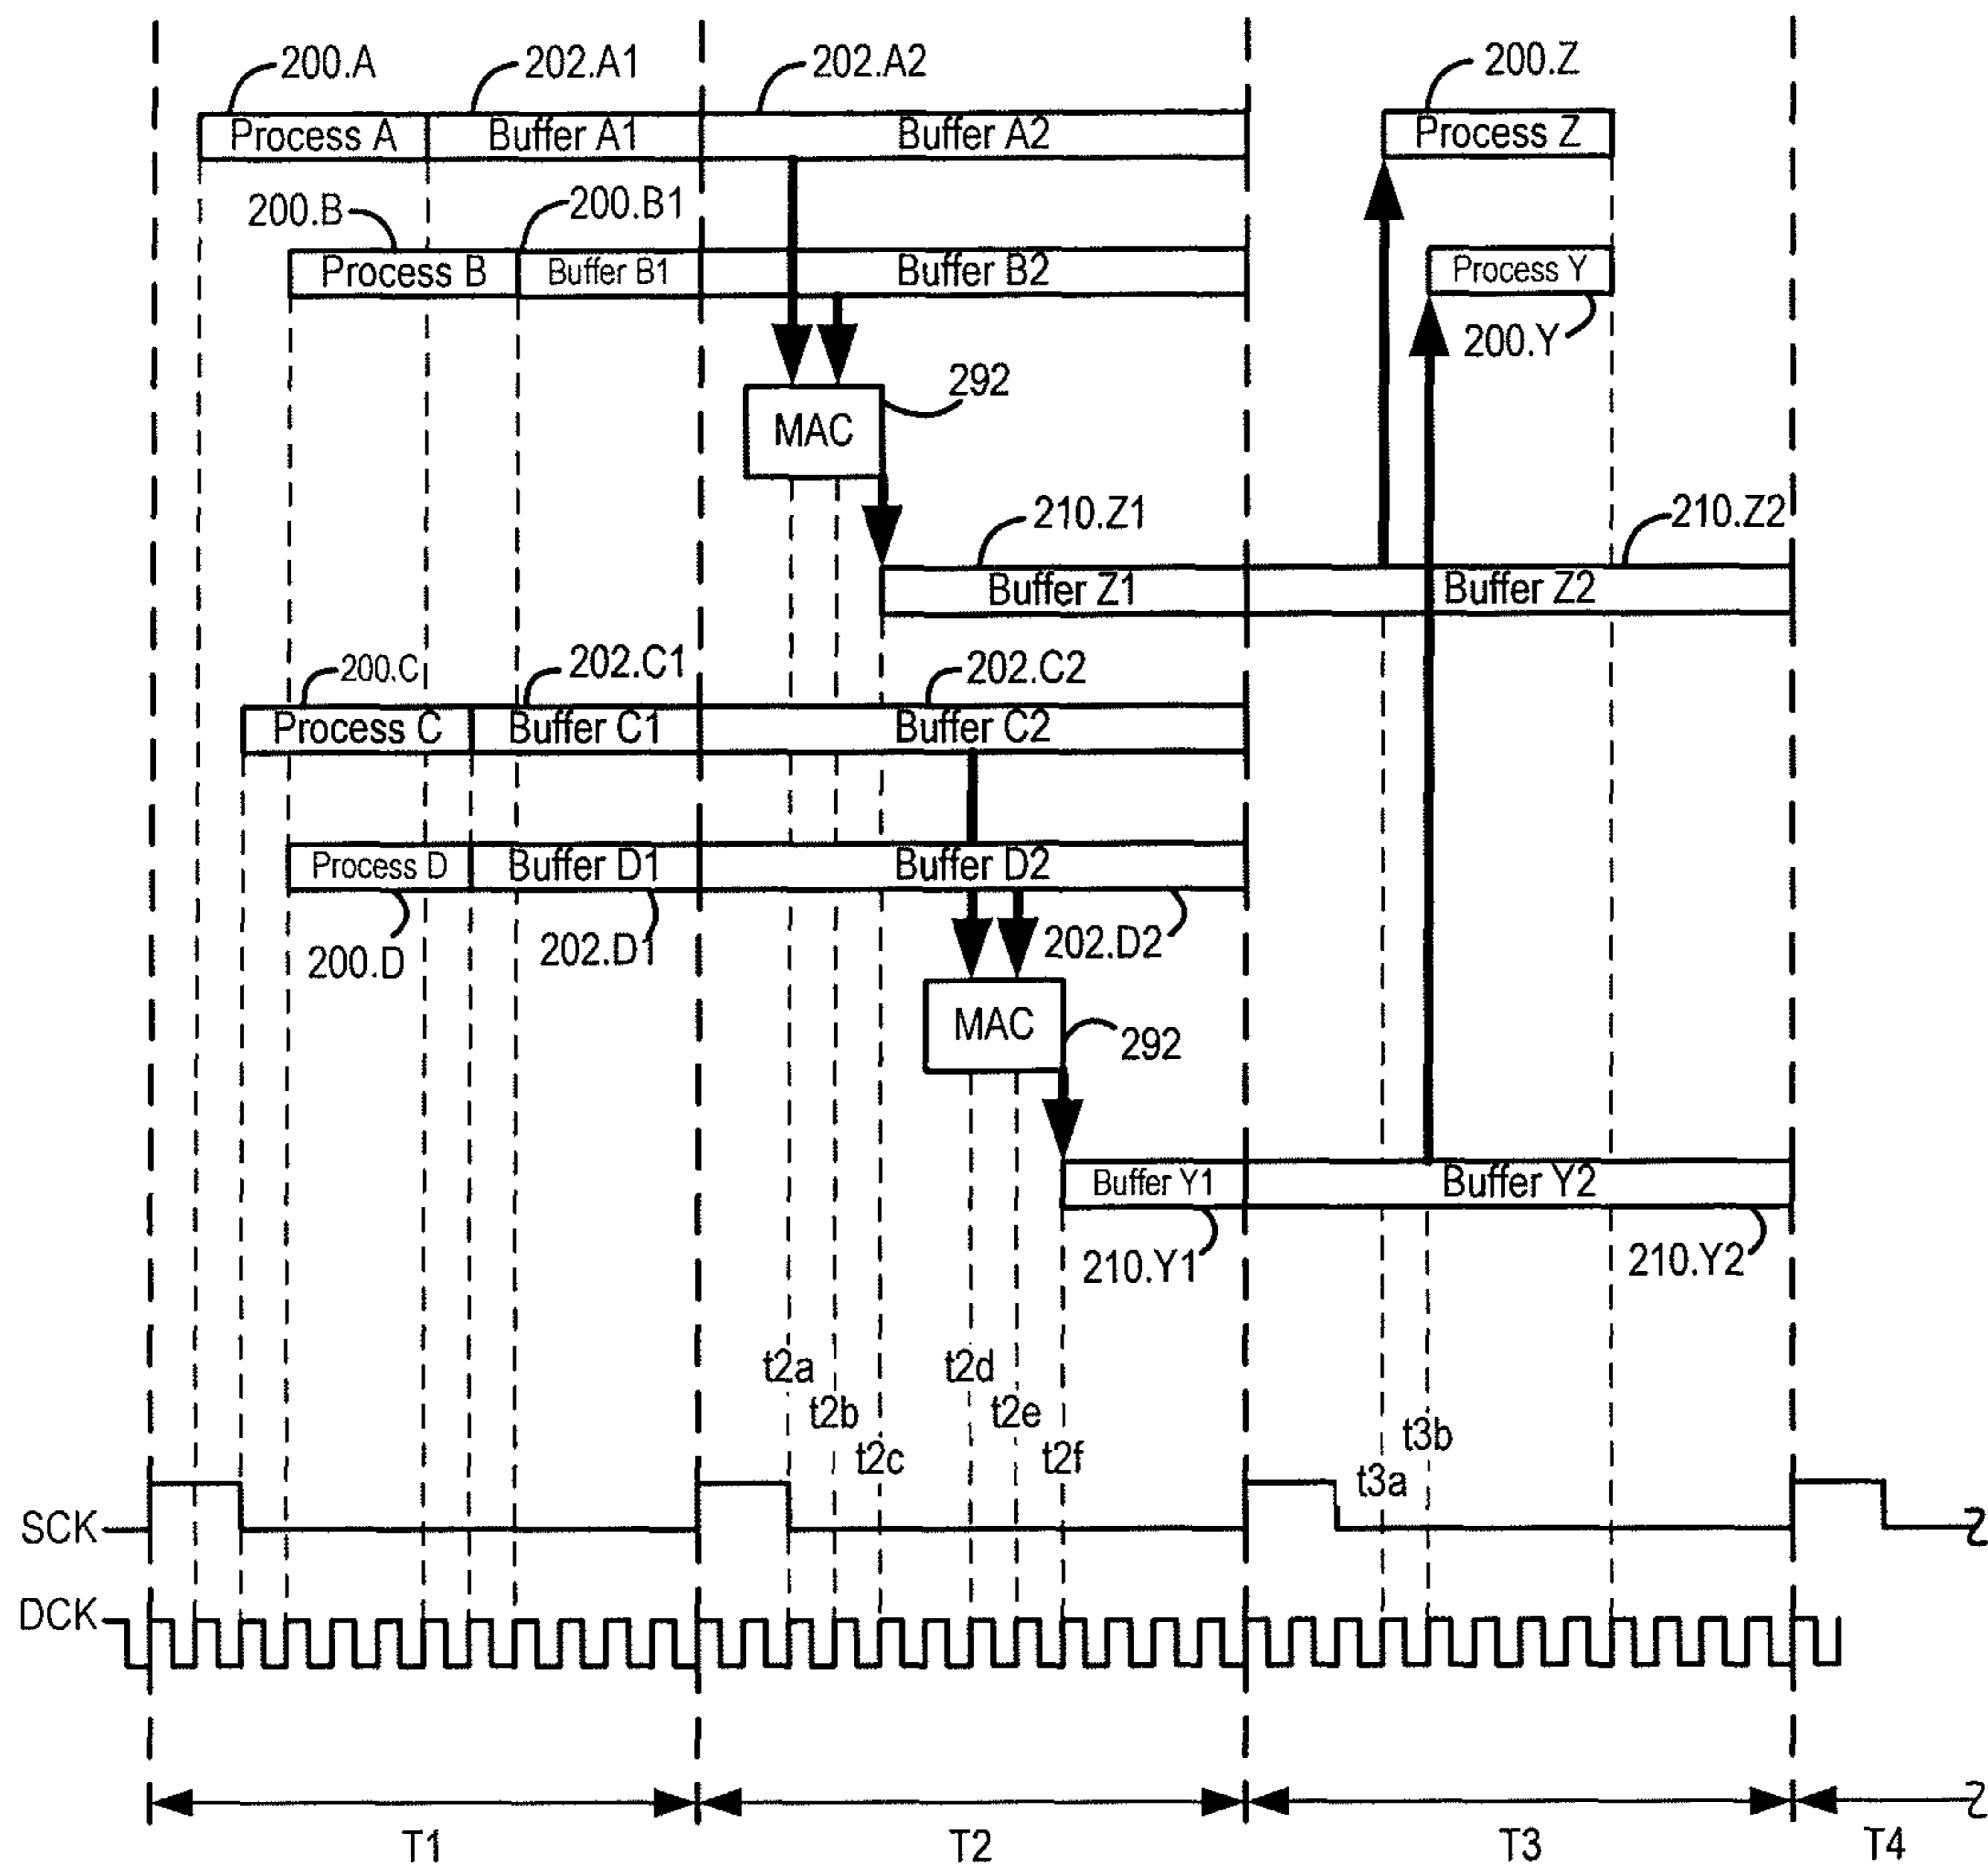 200.A
202.A1
202.A2
200.Z
Process A
Buffer A1
Buffer A2
Process Z
200.B
200.B1
Process B
Buffer B1
Buffer B2
Process Y
200.Y
292
MAC
210.Z1
210.Z2
Buffer Z1
Buffer Z2
200.C
202.C1
202.C2
Process C
Buffer C1
Buffer C2
Process D
Buffer D1
Buffer D2
200.D
202.D1
202.D2
MAC
292
Buffer Y1
Buffer Y2
210.Y1
210.Y2
t2a
t2d
t2b
t2e
t2c
t2f
t3b
t3a
SCK
DCK
T1
T2
T3
T4